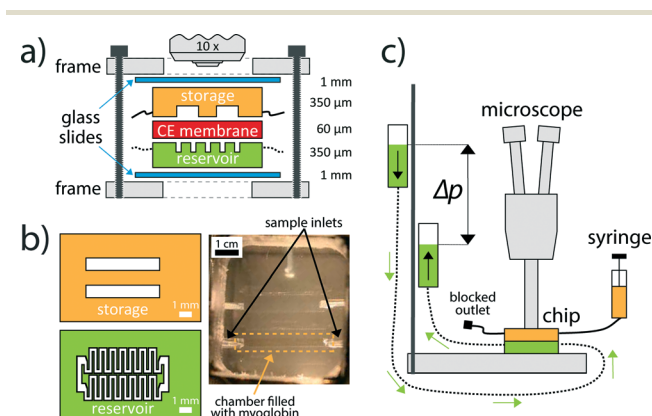 a)
10 x
frame
1 mm
storage
350 µm
glass
slides
CE membrane
60 µm
reservoir
350 µm
1 mm
frame
b)
storage
1 mm
reservoir
1 mm
sample inlets
1 cm
chamber filled
with myoglobin
c)
microscope
Δp
syringe
blocked
outlet
chip